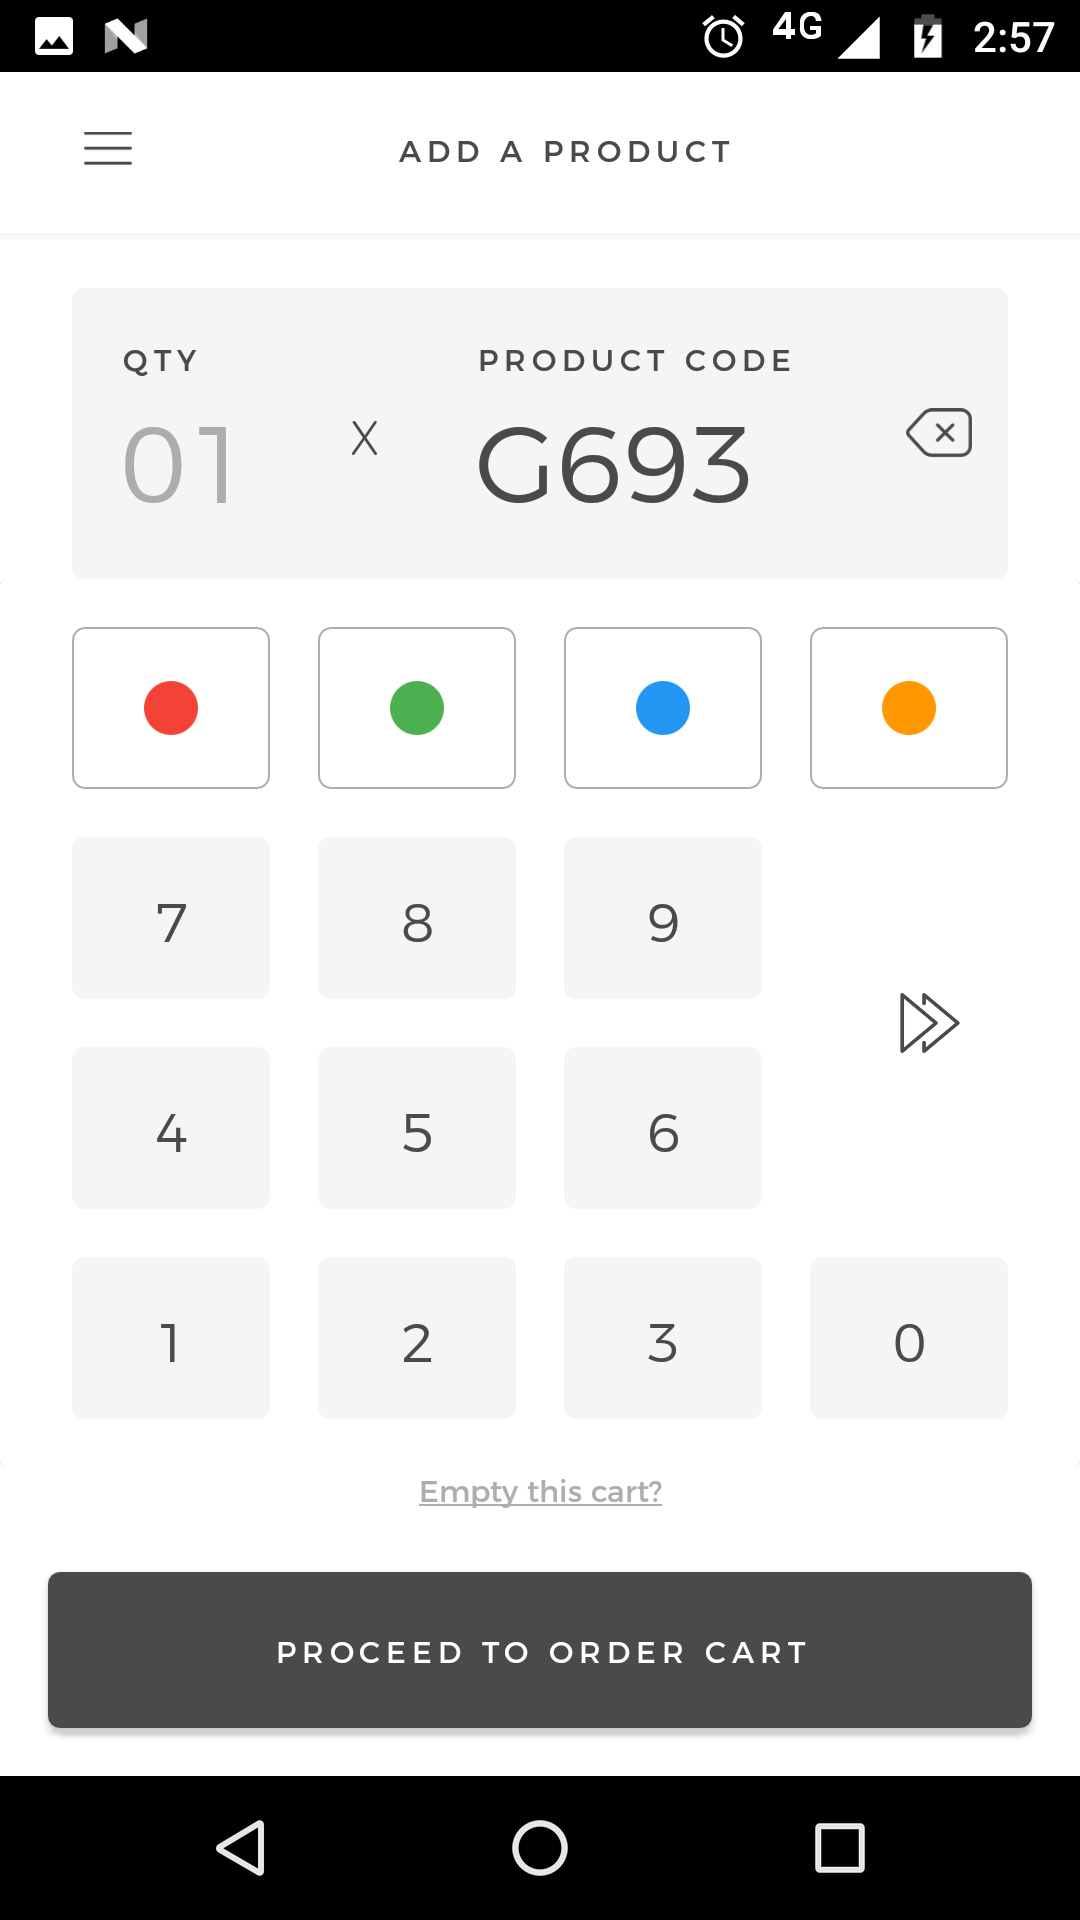 4G 2:57
ADD A PRODUCT
QTY PRODUCT CODE
01 X G693
7 8 9
4 5 6
1 2 3 0
Empty this cart?
PROCEED TO ORDER CART